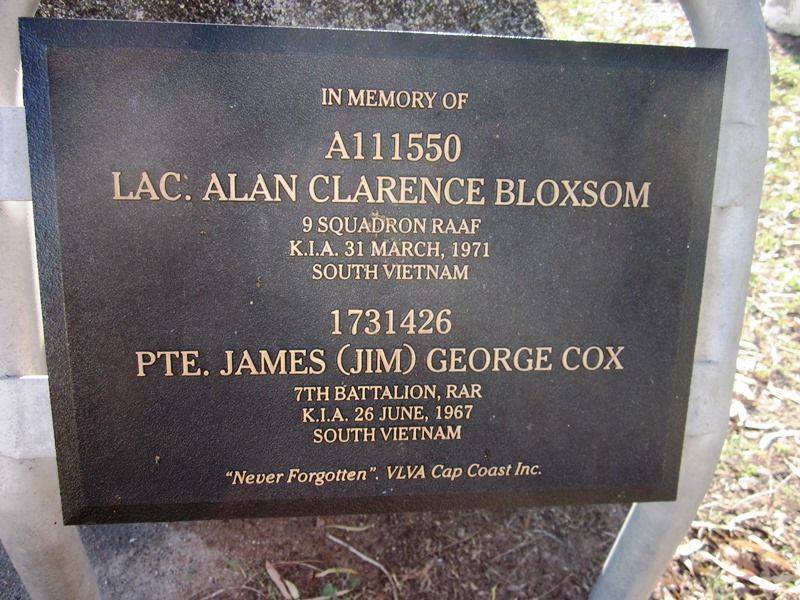 IN MEMORY OF
A111550
LAC. ALAN CLARENCE BLOXSOM
9 SQUADRON RAAF
K.I.A. 31 MARCH, 1971
SOUTH VIETNAM
1731426
PTE. JAMES (JIM) GEORGE COX
7TH BATTALION, RAR
K.I.A. 26 JUNE, 1967
SOUTH VIETNAM
"Never Forgotten". VLVA Cap Coast Inc.